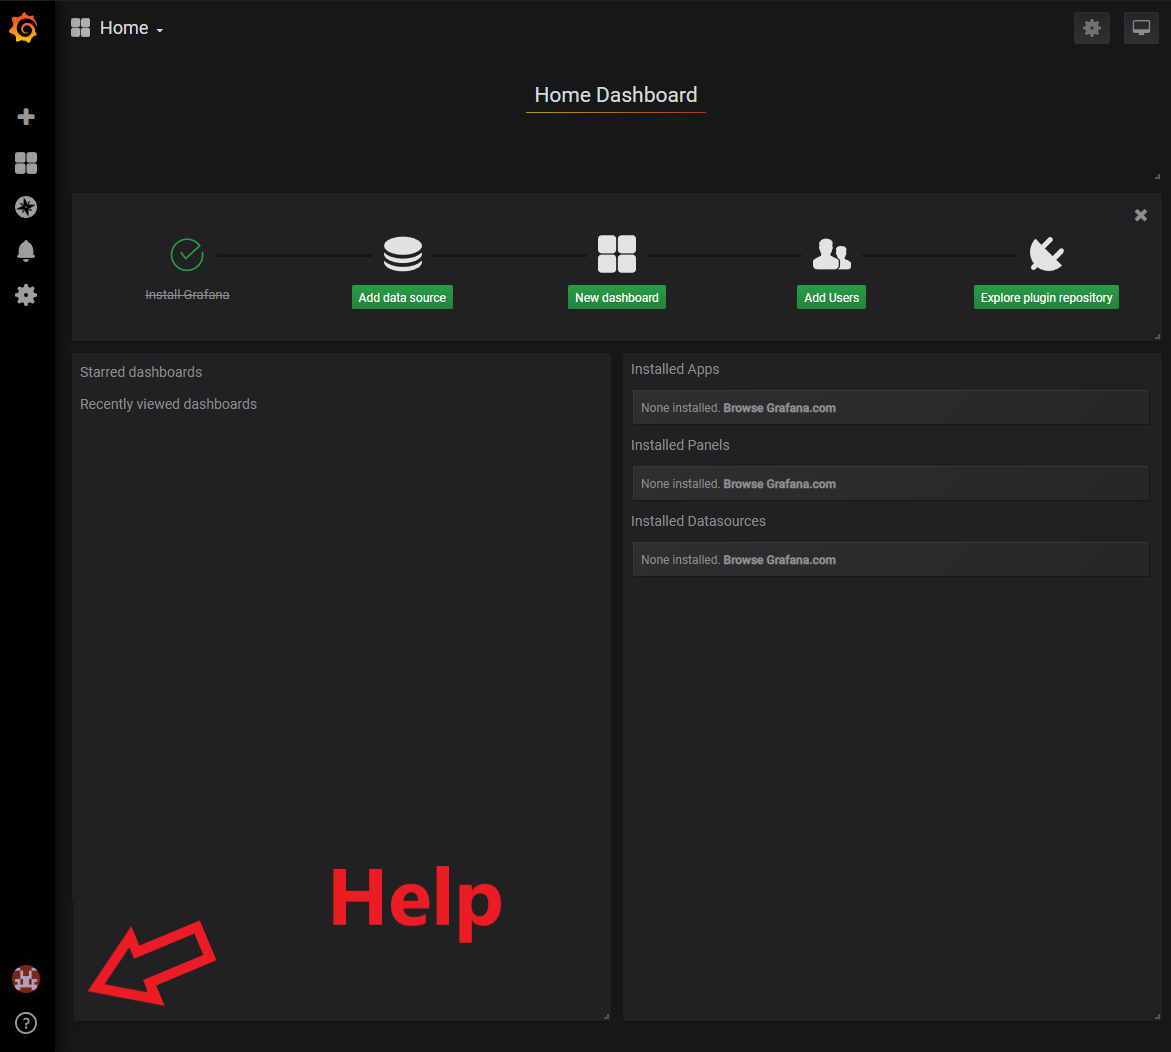 Home
Home Dashboard
Install Grafana
Add data source
New dashboard
Add Users
Explore plugin repository
Starred dashboards
Recently viewed dashboards
Installed Apps
None installed. Browse Grafana.com
Installed Panels
None installed. Browse Grafana.com
Installed Datasources
None installed. Browse Grafana.com
Help
?